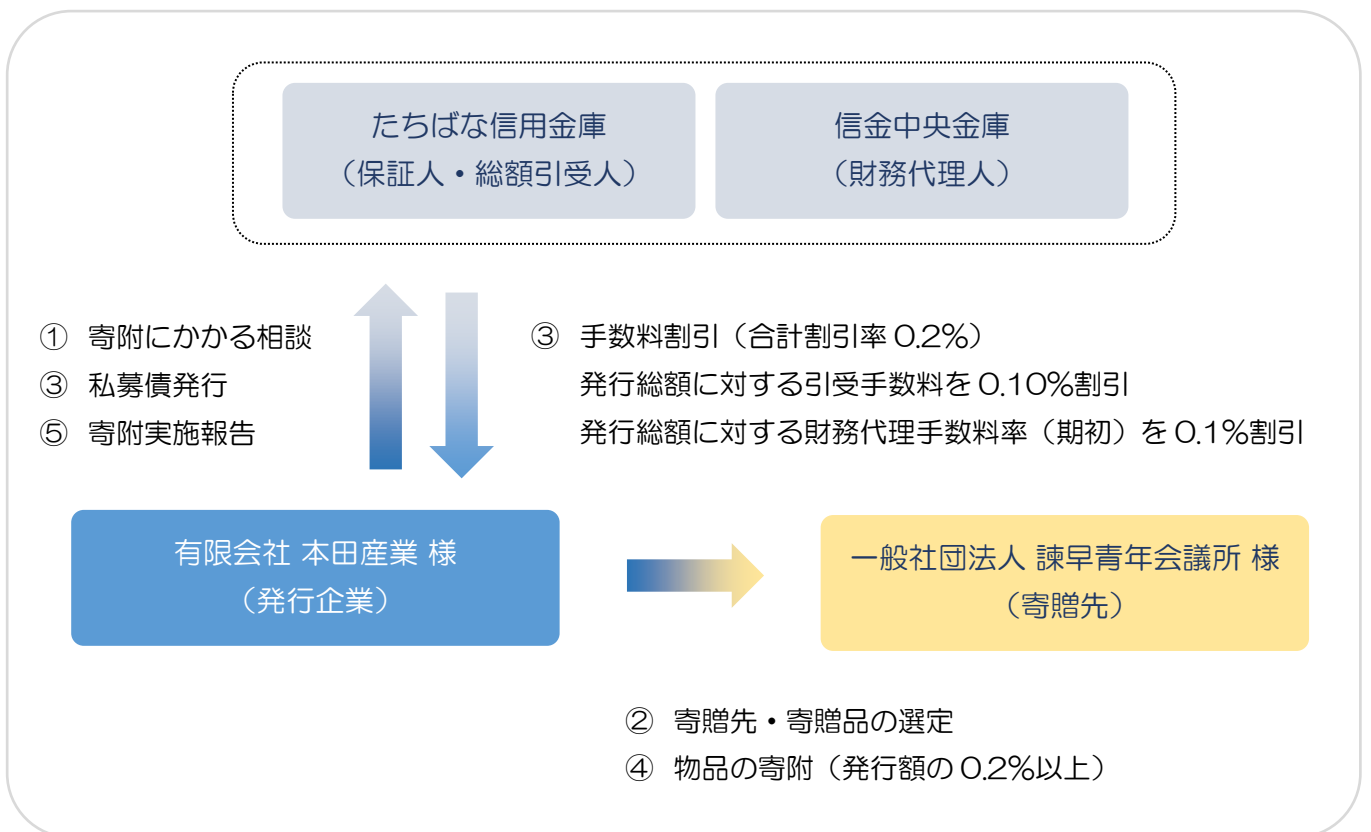 たちばな信用金庫
（保証人・総額引受人）
信金中央金庫
（財務代理人）
① 寄附にかかる相談
③ 私募債発行
⑤ 寄附実施報告
③ 手数料割引（合計割引率 0.2％）
発行総額に対する引受手数料を 0.10％割引
発行総額に対する財務代理手数料率（期初）を 0.1％割引
有限会社 本田産業 様
（発行企業）
一般社団法人 諫早青年会議所 様
（寄贈先）
② 寄贈先・寄贈品の選定
④ 物品の寄附（発行額の 0.2％以上）